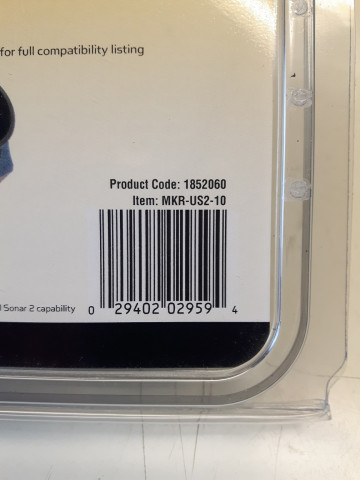 for full compatibility listing
Product Code: 1852060
Item: MKR-US2-10
Sonar 2 capability
0 29402 02959 4